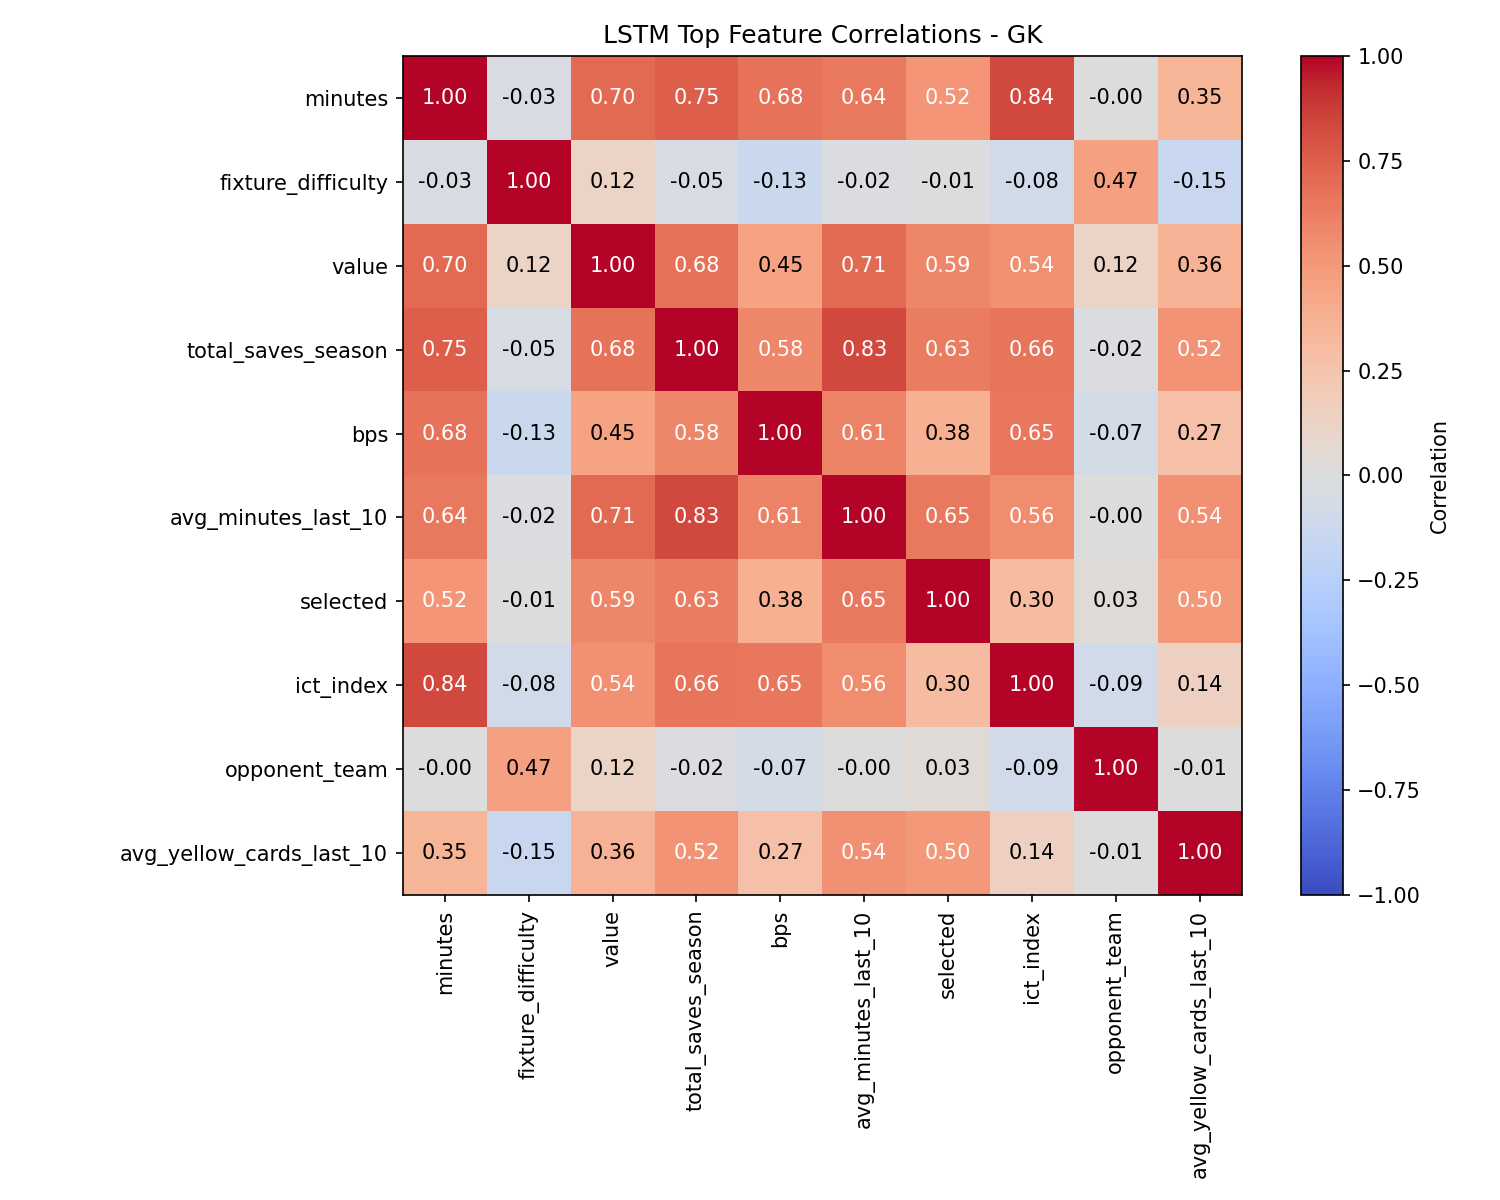 LSTM Top Feature Correlations - GK
minutes 1.00 -0.03 0.70 0.75 0.68 0.64 0.52 0.84 -0.00 0.35
fixture_difficulty -0.03 1.00 0.12 -0.05 -0.13 -0.02 -0.01 -0.08 0.47 -0.15
value 0.70 0.12 1.00 0.68 0.45 0.71 0.59 0.54 0.12 0.36
total_saves_season 0.75 -0.05 0.68 1.00 0.58 0.83 0.63 0.66 -0.02 0.52
bps 0.68 -0.13 0.45 0.58 1.00 0.61 0.38 0.65 -0.07 0.27
avg_minutes_last_10 0.64 -0.02 0.71 0.83 0.61 1.00 0.65 0.56 -0.00 0.54
selected 0.52 -0.01 0.59 0.63 0.38 0.65 1.00 0.30 0.03 0.50
ict_index 0.84 -0.08 0.54 0.66 0.65 0.56 0.30 1.00 -0.09 0.14
opponent_team -0.00 0.47 0.12 -0.02 -0.07 -0.00 0.03 -0.09 1.00 -0.01
avg_yellow_cards_last_10 0.35 -0.15 0.36 0.52 0.27 0.54 0.50 0.14 -0.01 1.00
minutes
fixture_difficulty
value
total_saves_season
bps
avg_minutes_last_10
selected
ict_index
opponent_team
avg_yellow_cards_last_10
1.00
0.75
0.50
0.25
0.00
−0.25
−0.50
−0.75
−1.00
Correlation